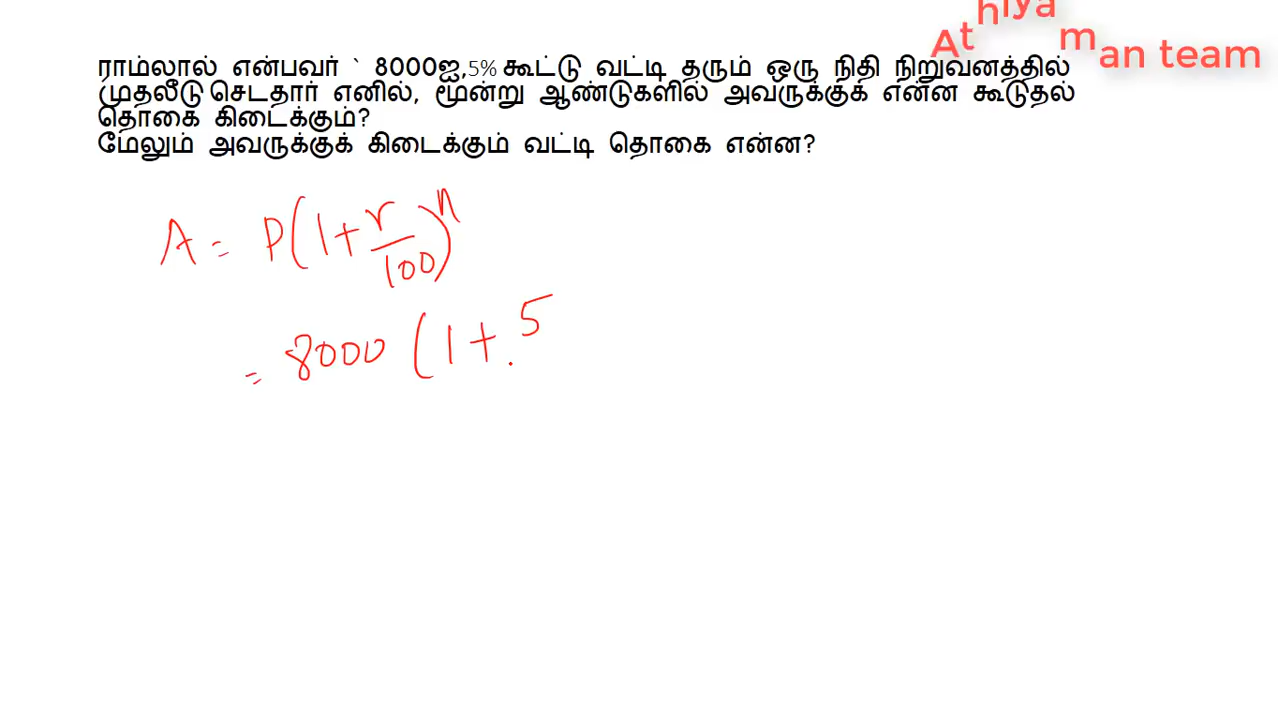 Athiyaman team
ராம்லால் என்பவர் ` 8000ஐ,5% கூட்டு வட்டி தரும் ஒரு நிதி நிறுவனத்தில்
முதலீடு செடதார் எனில், மூன்று ஆண்டுகளில் அவருக்குக் என்ன கூடுதல்
தொகை கிடைக்கும்?
மேலும் அவருக்குக் கிடைக்கும் வட்டி தொகை என்ன?
A = P(1+r/100)^n
= 8000 (1+ 5